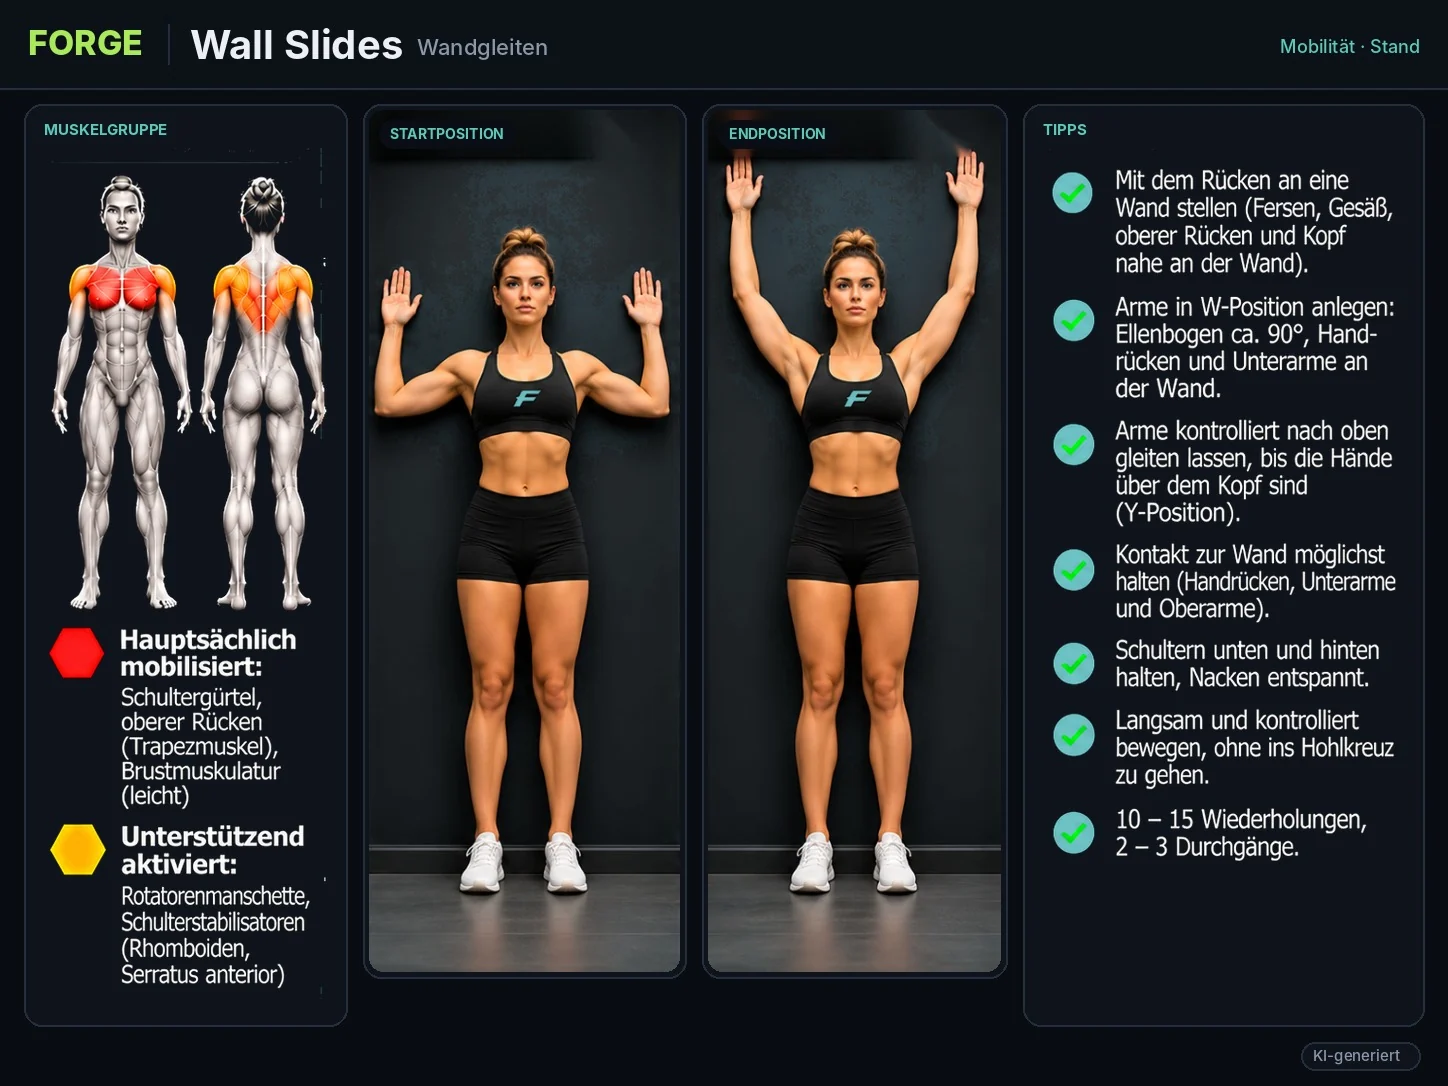 FORGE
Wall Slides Wandgleiten
Mobilität · Stand
MUSKELGRUPPE
Hauptsächlich
mobilisiert:
Schultergürtel,
oberer Rücken
(Trapezmuskel),
Brustmuskulatur
(leicht)
Unterstützend
aktiviert:
Rotatorenmanschette,
Schulterstabilisatoren
(Rhomboiden,
Serratus anterior)
STARTPOSITION
F
ENDPOSITION
F
TIPPS
Mit dem Rücken an eine
Wand stellen (Fersen, Gesäß,
oberer Rücken und Kopf
nahe an der Wand).
Arme in W-Position anlegen:
Ellenbogen ca. 90°, Hand-
rücken und Unterarme an
der Wand.
Arme kontrolliert nach oben
gleiten lassen, bis die Hände
über dem Kopf sind
(Y-Position).
Kontakt zur Wand möglichst
halten (Handrücken, Unterarme
und Oberarme).
Schultern unten und hinten
halten, Nacken entspannt.
Langsam und kontrolliert
bewegen, ohne ins Hohlkreuz
zu gehen.
10 – 15 Wiederholungen,
2 – 3 Durchgänge.
KI-generiert